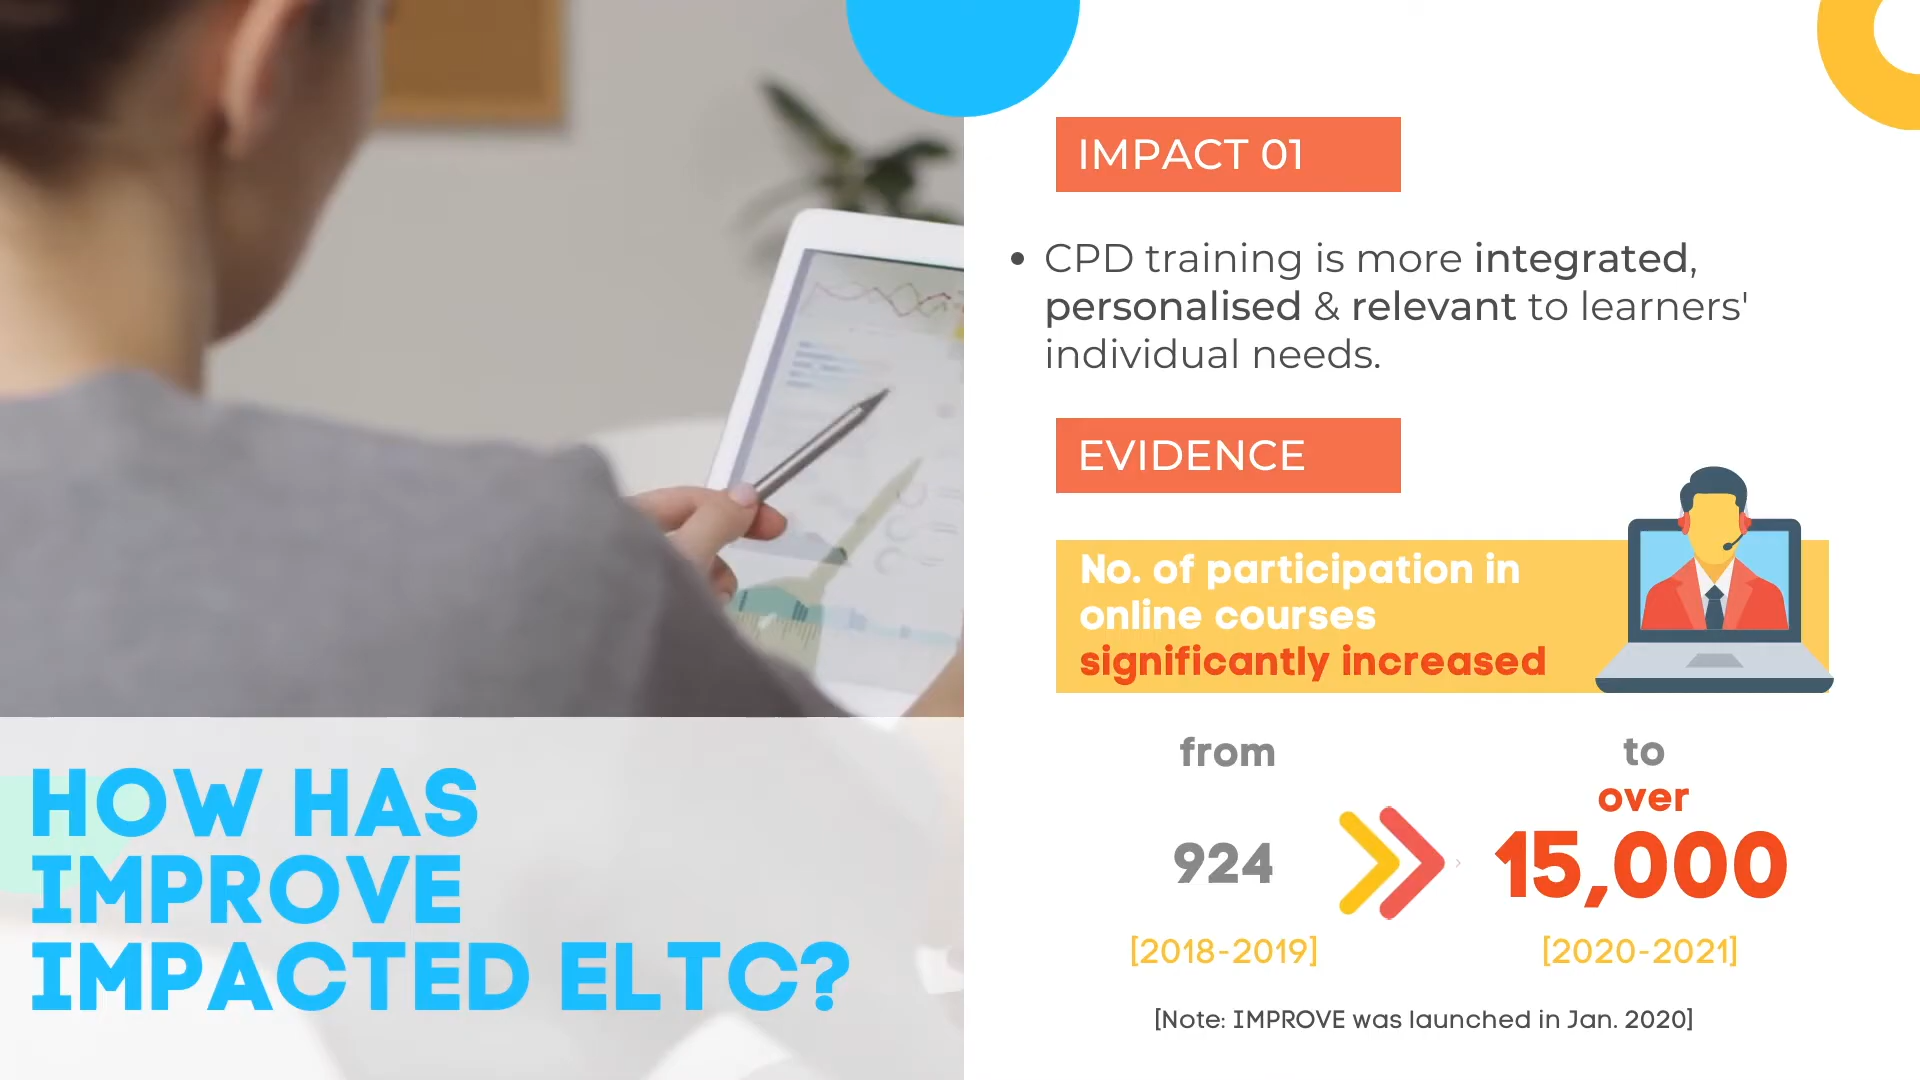 HOW HAS
IMPROVE
IMPACTED ELTC?
IMPACT 01
• CPD training is more integrated,
personalised & relevant to learners'
individual needs.
EVIDENCE
No. of participation in
online courses
significantly increased
from
924
[2018-2019]
to
over
15,000
[2020-2021]
[Note: IMPROVE was launched in Jan. 2020]